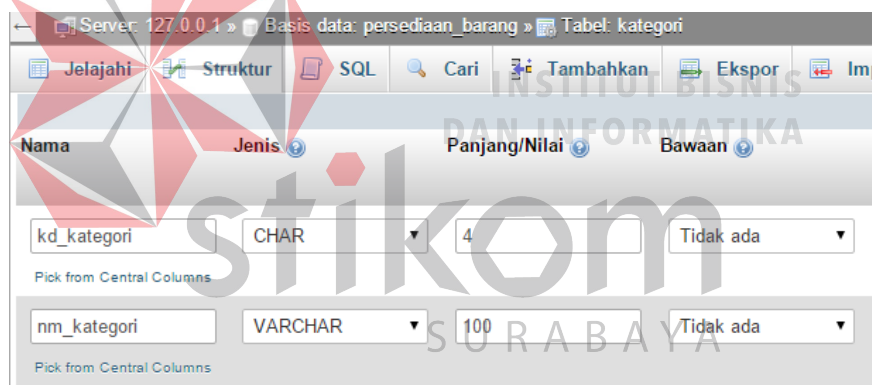 ← Server: 127.0.0.1 » Basis data: persediaan_barang » Tabel: kategori
Jelajahi Struktur SQL Cari Tambahkan Ekspor Imp
INSTITUT BISNIS
DAN INFORMATIKA
Nama Jenis Panjang/Nilai Bawaan
stikom
kd_kategori CHAR 4 Tidak ada
Pick from Central Columns
nm_kategori VARCHAR 100 Tidak ada
SURABAYA
Pick from Central Columns